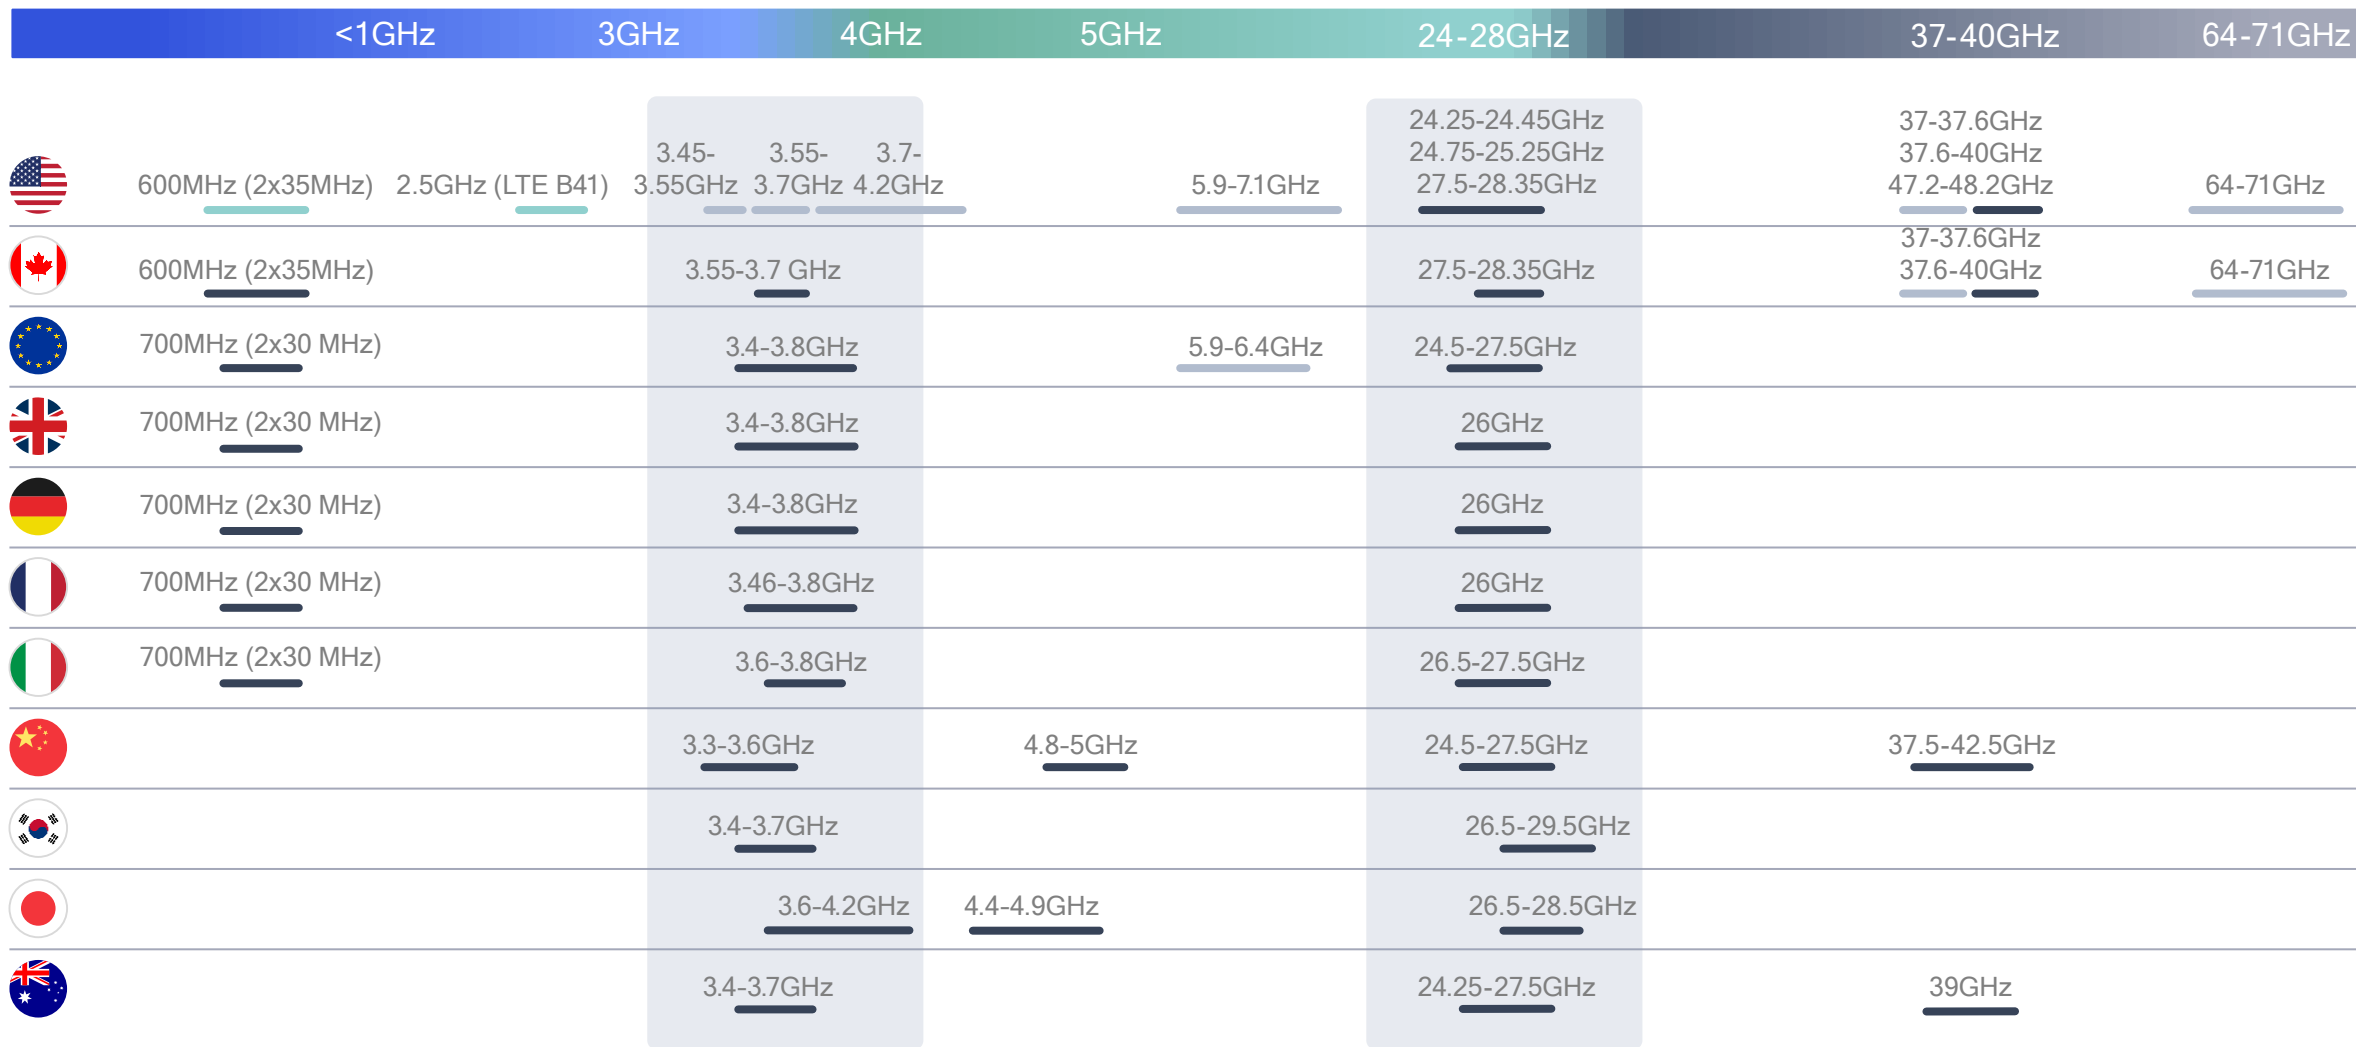 <1GHz 3GHz 4GHz 5GHz 24-28GHz 37-40GHz 64-71GHz
24.25-24.45GHz 37-37.6GHz
3.45- 3.55- 3.7- 24.75-25.25GHz 37.6-40GHz
600MHz (2x35MHz) 2.5GHz (LTE B41) 3.55GHz 3.7GHz 4.2GHz 5.9-7.1GHz 27.5-28.35GHz 47.2-48.2GHz 64-71GHz
37-37.6GHz
600MHz (2x35MHz) 3.55-3.7 GHz 27.5-28.35GHz 37.6-40GHz 64-71GHz
700MHz (2x30 MHz) 3.4-3.8GHz 5.9-6.4GHz 24.5-27.5GHz
700MHz (2x30 MHz) 3.4-3.8GHz 26GHz
700MHz (2x30 MHz) 3.4-3.8GHz 26GHz
700MHz (2x30 MHz) 3.46-3.8GHz 26GHz
700MHz (2x30 MHz) 3.6-3.8GHz 26.5-27.5GHz
3.3-3.6GHz 4.8-5GHz 24.5-27.5GHz 37.5-42.5GHz
3.4-3.7GHz 26.5-29.5GHz
3.6-4.2GHz 4.4-4.9GHz 26.5-28.5GHz
3.4-3.7GHz 24.25-27.5GHz 39GHz